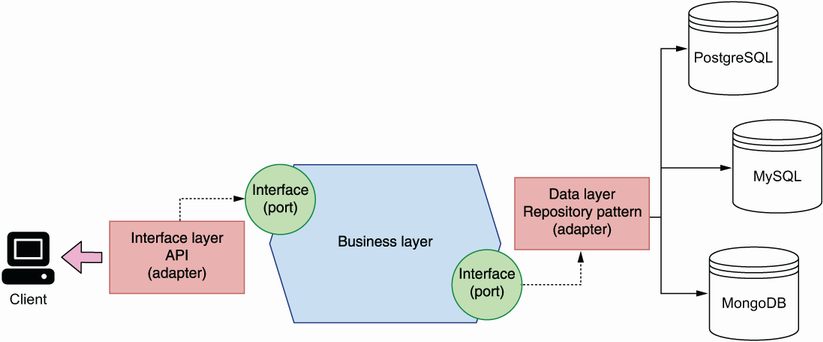 Client
Interface layer
API
(adapter)
Interface
(port)
Business layer
Interface
(port)
Data layer
Repository pattern
(adapter)
PostgreSQL
MySQL
MongoDB